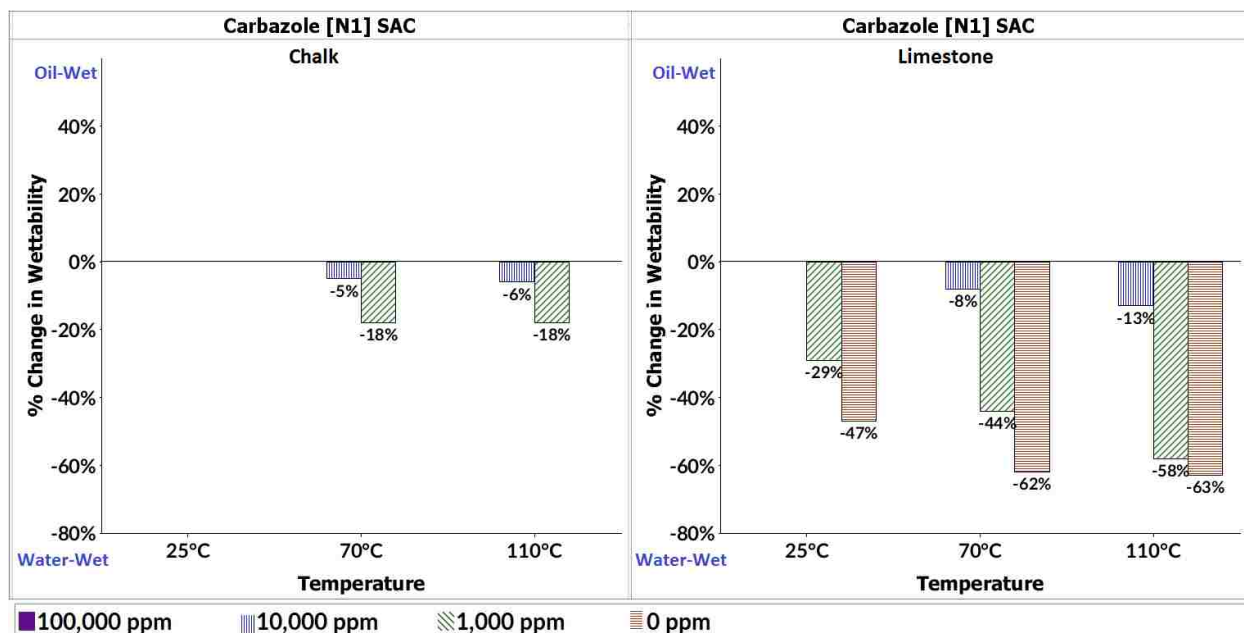 Carbazole [N1] SAC
Chalk
Oil-Wet
40%
20%
0%
-20%
-40%
-60%
-80%
Water-Wet
% Change in Wettability
-5%
-18%
-6%
-18%
25°C
70°C
110°C
Temperature
Carbazole [N1] SAC
Limestone
Oil-Wet
40%
20%
0%
-20%
-40%
-60%
-80%
Water-Wet
% Change in Wettability
-29%
-47%
-8%
-44%
-62%
-13%
-58%
-63%
25°C
70°C
110°C
Temperature
100,000 ppm
10,000 ppm
1,000 ppm
0 ppm